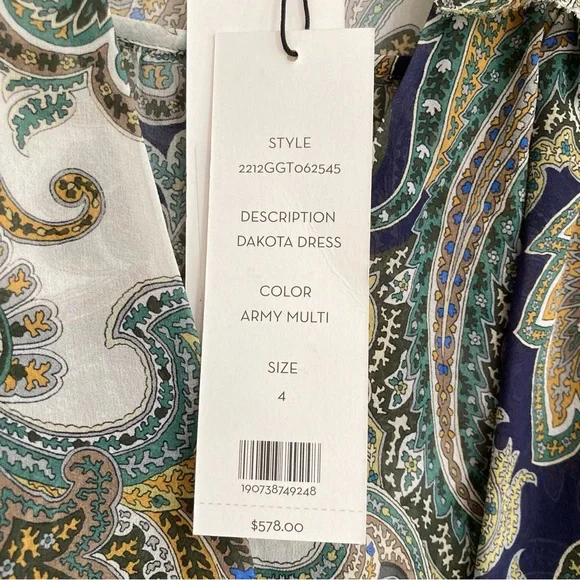 STYLE
2212GGT062545
DESCRIPTION
DAKOTA DRESS
COLOR
ARMY MULTI
SIZE
4
190738749248
$578.00